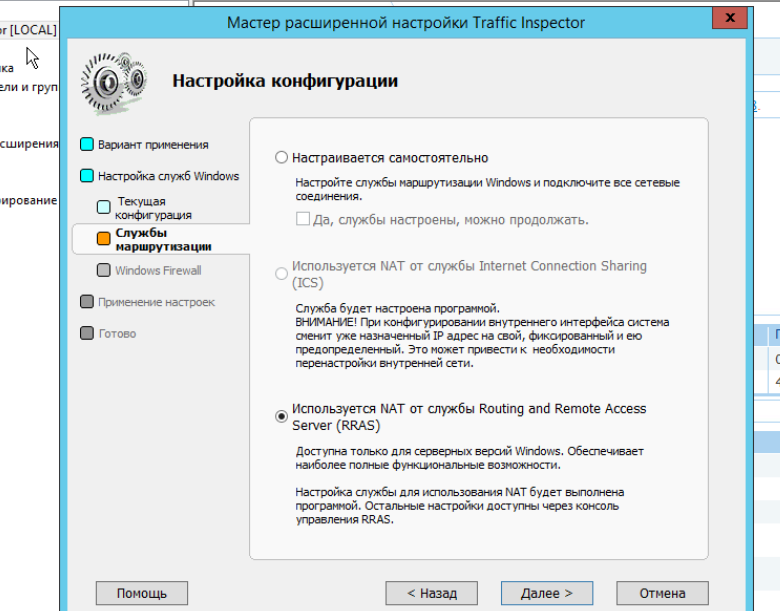 Мастер расширенной настройки Traffic Inspector
x
[LOCAL]
Настройка конфигурации
Вариант применения
Настройка служб Windows
Текущая
конфигурация
Службы
маршрутизации
Windows Firewall
Применение настроек
Готово
Настраивается самостоятельно
Настройте службы маршрутизации Windows и подключите все сетевые
соединения.
Да, службы настроены, можно продолжать.
Используется NAT от службы Internet Connection Sharing
(ICS)
Служба будет настроена программой.
ВНИМАНИЕ! При конфигурировании внутреннего интерфейса система
сменит уже назначенный IP адрес на свой, фиксированный и ею
предопределенный. Это может привести к необходимости
перенастройки внутренней сети.
Используется NAT от службы Routing and Remote Access
Server (RRAS)
Доступна только для серверных версий Windows. Обеспечивает
наиболее полные функциональные возможности.
Настройка службы для использования NAT будет выполнена
программой. Остальные настройки доступны через консоль
управления RRAS.
Помощь
< Назад
Далее >
Отмена